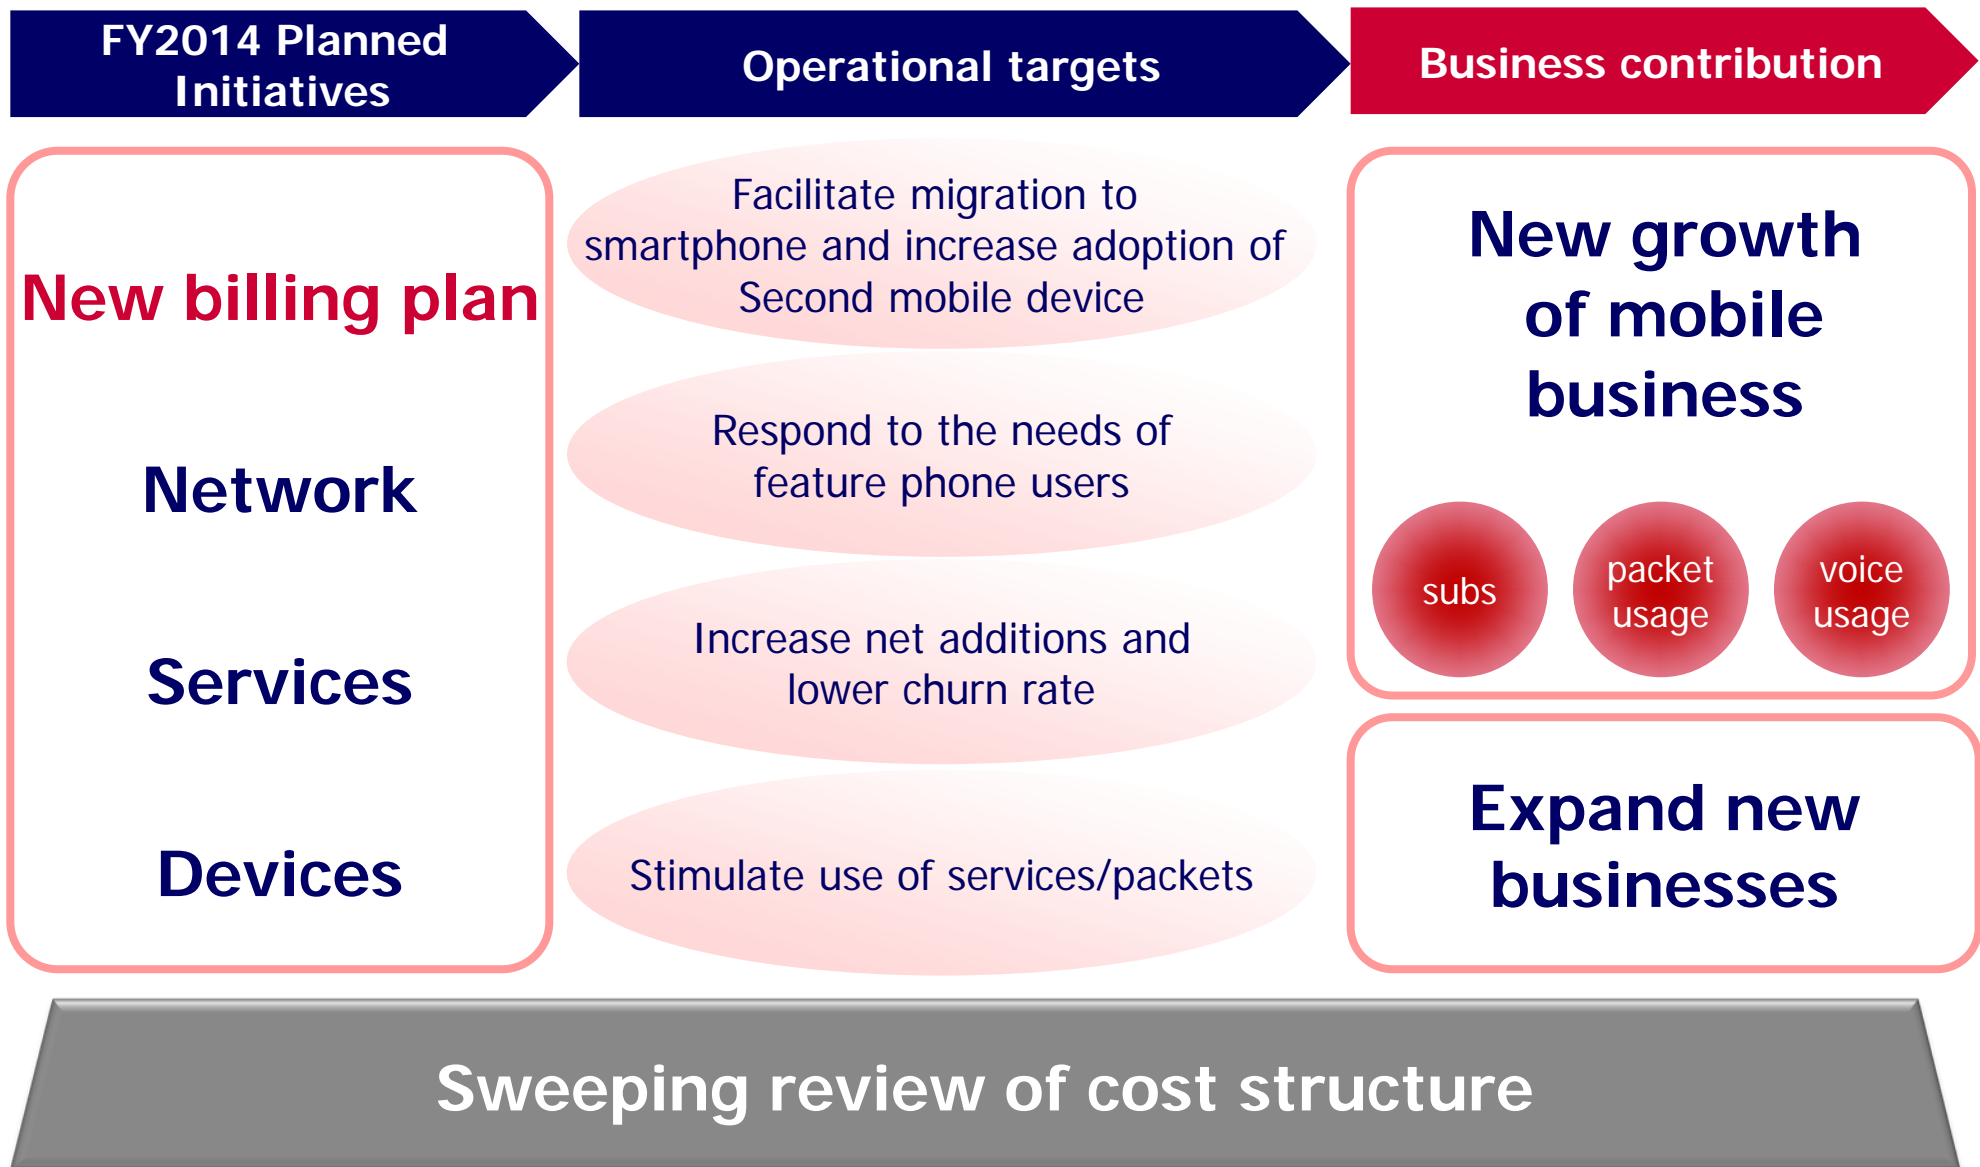 FY2014 Planned
Initiatives
Operational targets
Business contribution
New billing plan
Network
Services
Devices
Facilitate migration to
smartphone and increase adoption of
Second mobile device
Respond to the needs of
feature phone users
Increase net additions and
lower churn rate
Stimulate use of services/packets
New growth
of mobile
business
subs
packet
usage
voice
usage
Expand new
businesses
Sweeping review of cost structure